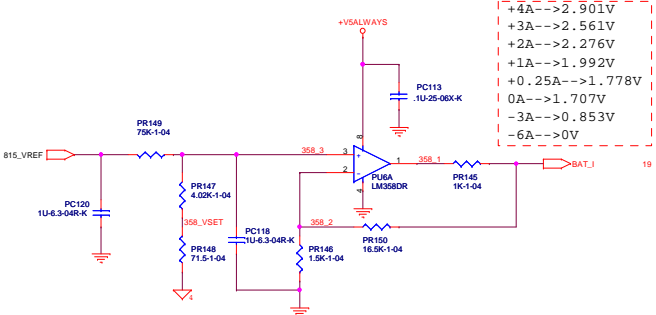 +4A-->2.901V
+3A-->2.561V
+2A-->2.276V
+1A-->1.992V
+0.25A-->1.778V
0A-->1.707V
-3A-->0.853V
-6A-->0V
+V5ALWAYS
PC113
.1U-25-06X-K
PR149
75K-1-04
815_VREF
358_3
3
+
8
1
358_1
PR145
1K-1-04
BAT_I
19
2
-
4
PU6A
LM358DR
PR147
4.02K-1-04
PC120
1U-6.3-04R-K
358_VSET
358_2
PC118
1U-6.3-04R-K
PR150
16.5K-1-04
PR148
71.5-1-04
PR146
1.5K-1-04
4